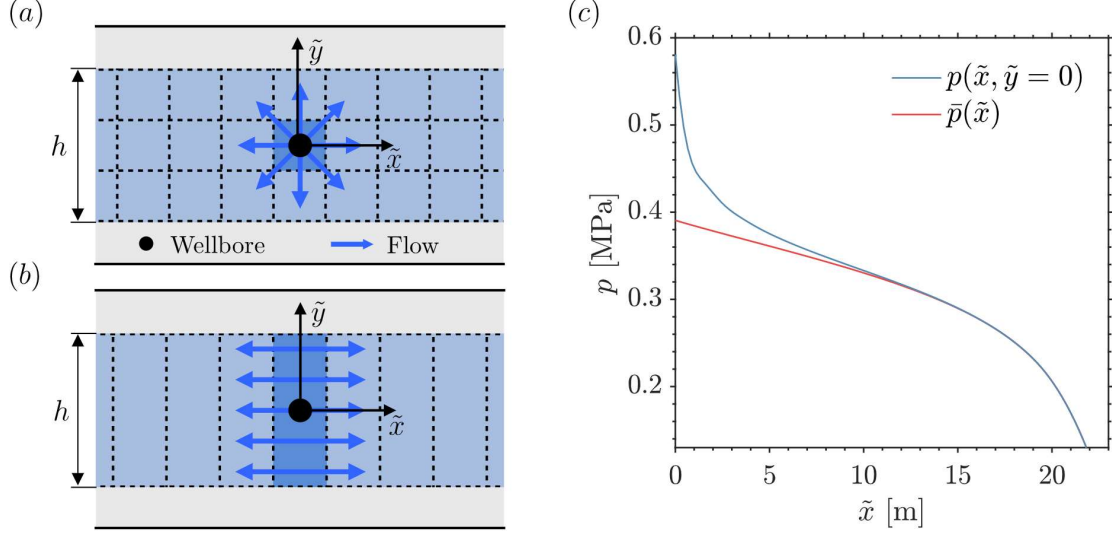 (a)
ỹ
h
x̃
Wellbore
Flow
(b)
ỹ
h
x̃
(c)
0.6
0.5
0.4
0.3
0.2
p [MPa]
p(x̃, ỹ = 0)
p̄(x̃)
0 5 10 15 20
x̃ [m]